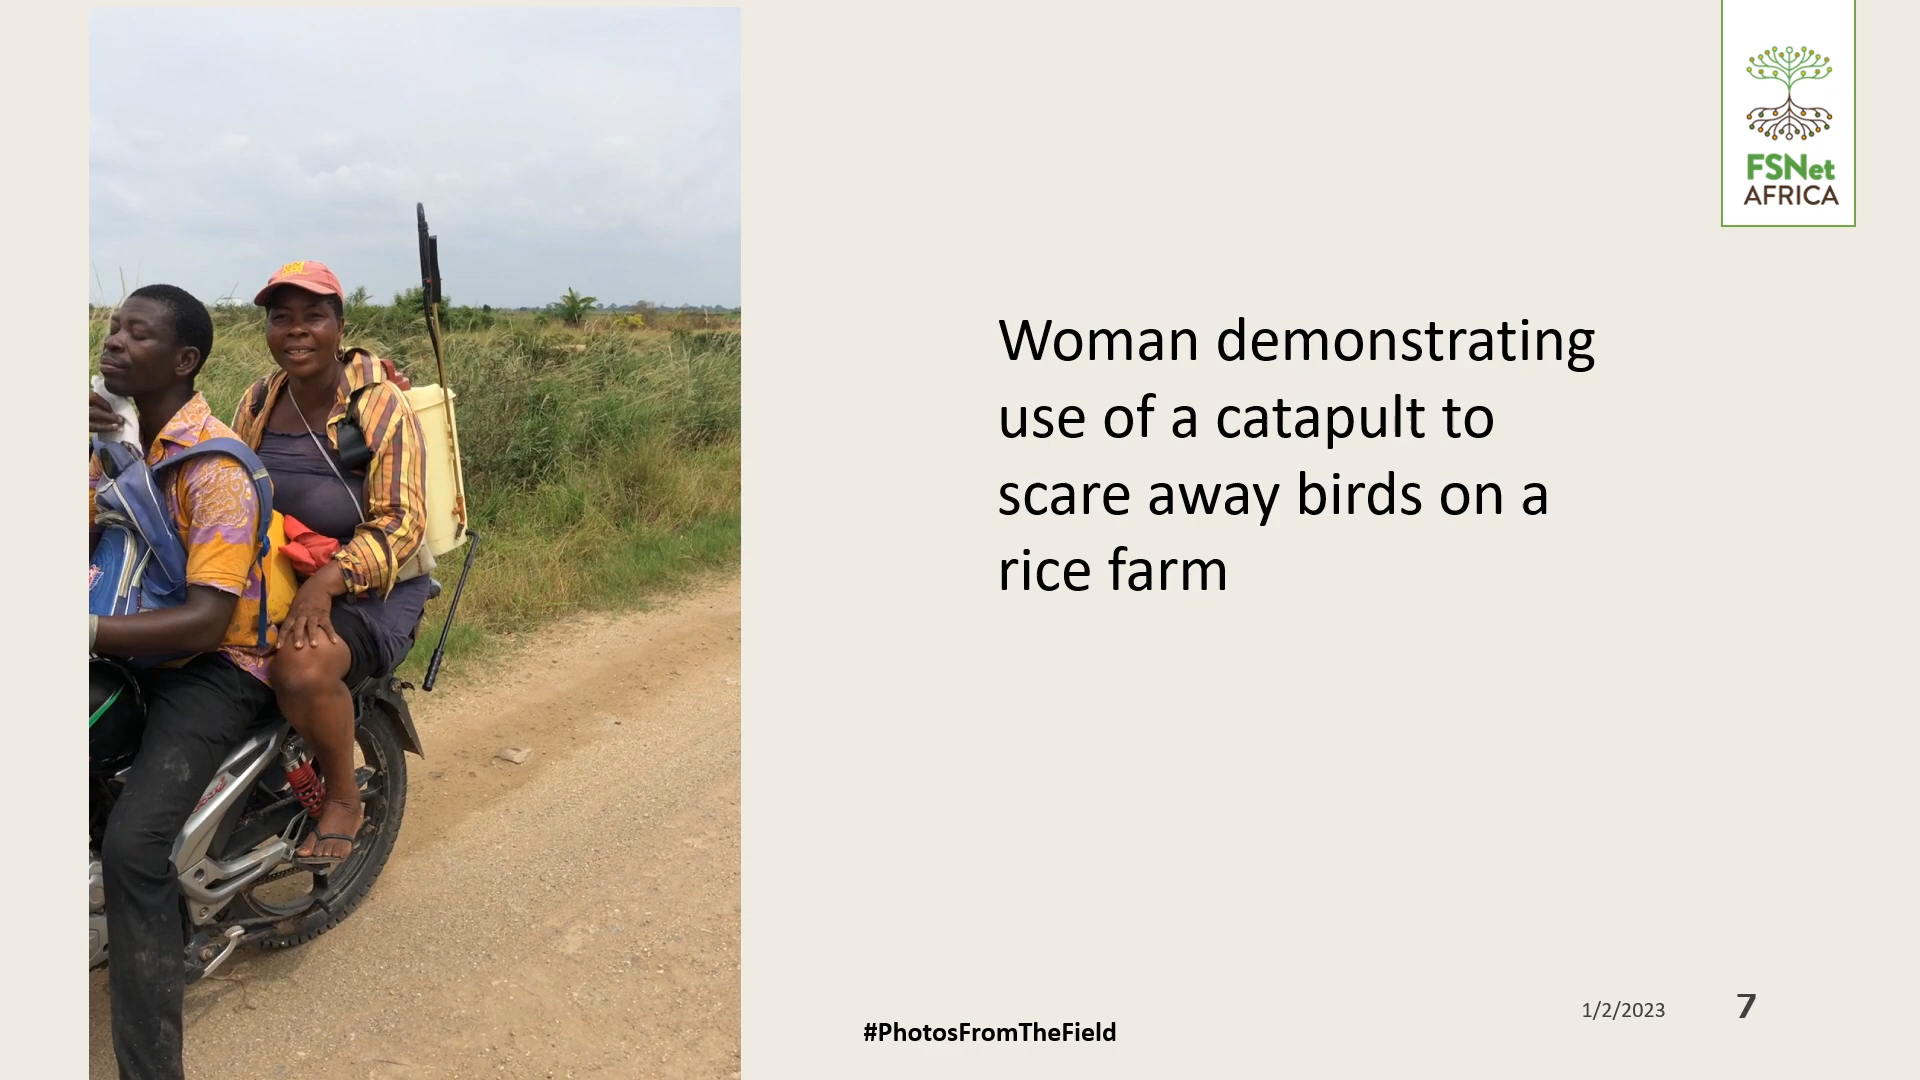 FSNet
AFRICA
Woman demonstrating
use of a catapult to
scare away birds on a
rice farm
1/2/2023
7
#PhotosFromTheField